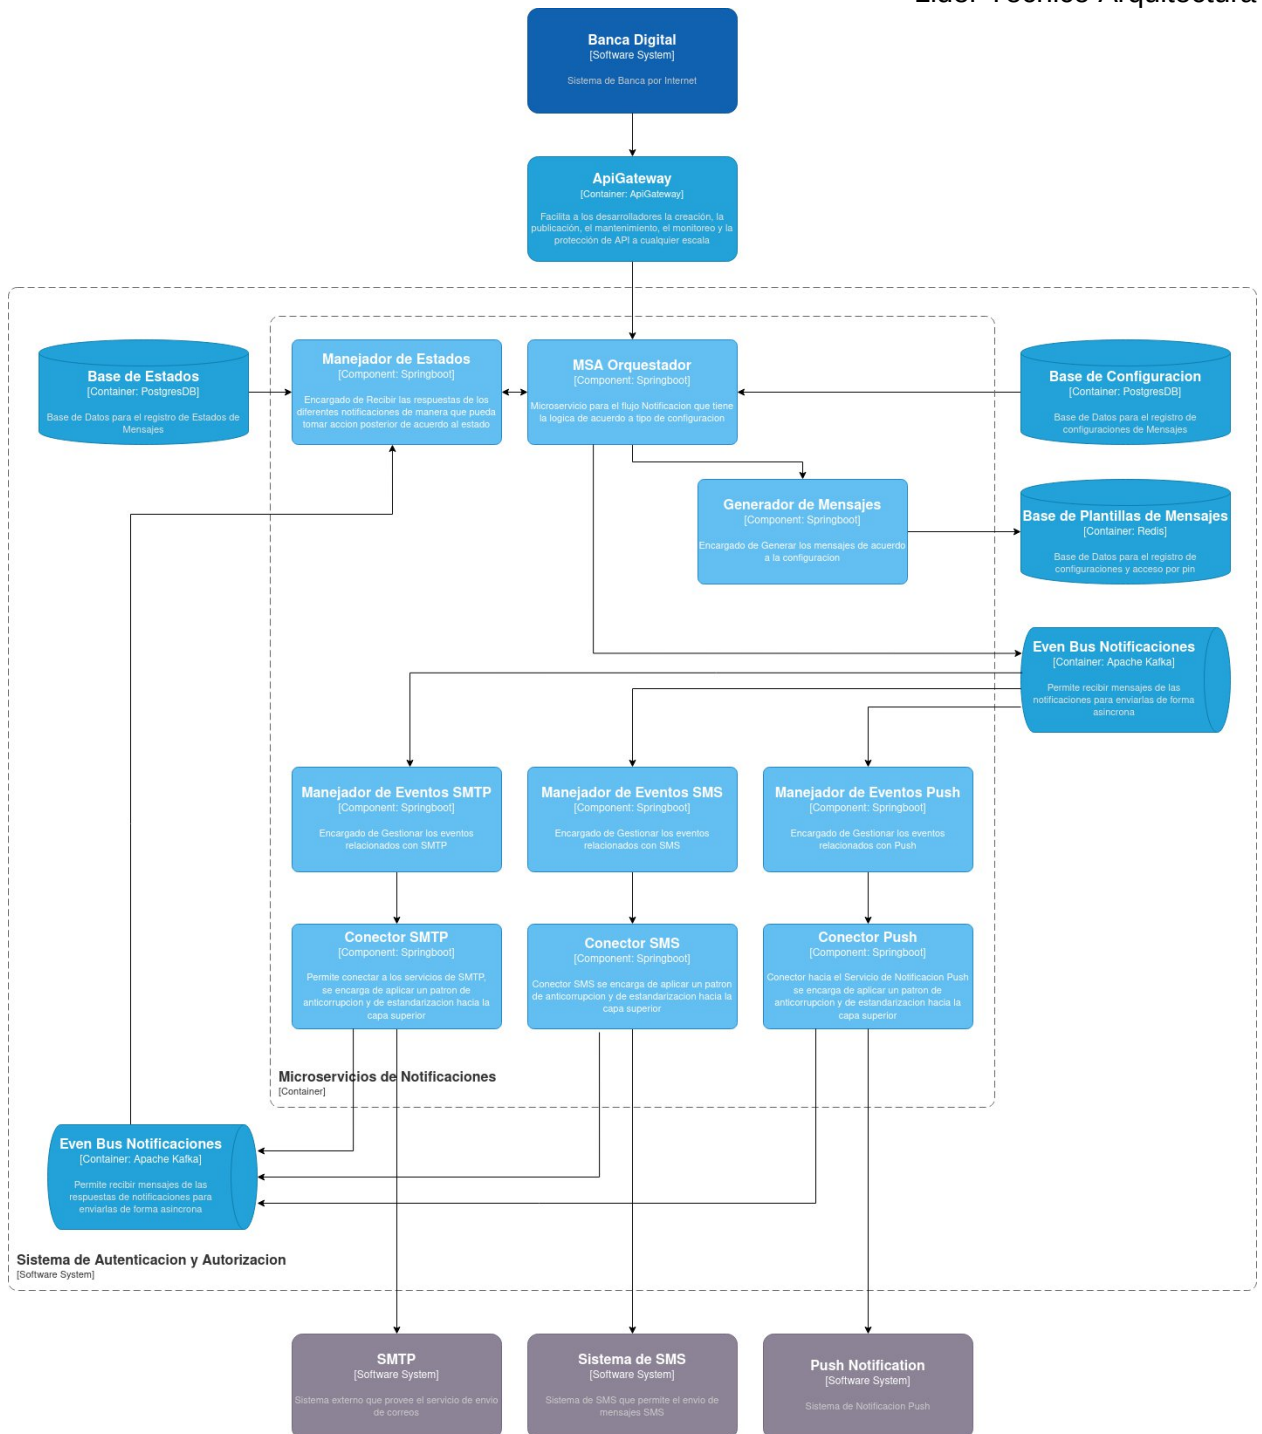 Líder Técnico Arquitectura
Banca Digital
[Software System]
Sistema de Banca por Internet
ApiGateway
[Container: ApiGateway]
Facilita a los desarrolladores la creación, la
publicación, el mantenimiento, el monitoreo y la
protección de API a cualquier escala
Base de Estados
[Container: PostgresDB]
Base de Datos para el registro de Estados de
Mensajes
Manejador de Estados
[Component: Springboot]
Encargado de Recibir las respuestas de los
diferentes notificaciones de manera que pueda
tomar accion posterior de acuerdo al estado
MSA Orquestador
[Component: Springboot]
Microservicio para el flujo Notificacion que tiene
la logica de acuerdo a tipo de configuracion
Base de Configuracion
[Container: PostgresDB]
Base de Datos para el registro de
configuraciones de Mensajes
Generador de Mensajes
[Component: Springboot]
Encargado de Generar los mensajes de acuerdo
a la configuracion
Base de Plantillas de Mensajes
[Container: Redis]
Base de Datos para el registro de
configuraciones y acceso por pin
Even Bus Notificaciones
[Container: Apache Kafka]
Permite recibir mensajes de las
notificaciones para enviarlas de forma
asincrona
Manejador de Eventos SMTP
[Component: Springboot]
Encargado de Gestionar los eventos
relacionados con SMTP
Manejador de Eventos SMS
[Component: Springboot]
Encargado de Gestionar los eventos
relacionados con SMS
Manejador de Eventos Push
[Component: Springboot]
Encargado de Gestionar los eventos
relacionados con Push
Conector SMTP
[Component: Springboot]
Permite conectar a los servicios de SMTP,
se encarga de aplicar un patron de
anticorrupcion y de estandarizacion hacia la
capa superior
Conector SMS
[Component: Springboot]
Conector SMS se encarga de aplicar un patron
de anticorrupcion y de estandarizacion hacia la
capa superior
Conector Push
[Component: Springboot]
Conector hacia el Servicio de Notificacion Push
se encarga de aplicar un patron de
anticorrupcion y de estandarizacion hacia la
capa superior
Microservicios de Notificaciones
[Container]
Even Bus Notificaciones
[Container: Apache Kafka]
Permite recibir mensajes de las
respuestas de notificaciones para
enviarlas de forma asincrona
Sistema de Autenticacion y Autorizacion
[Software System]
SMTP
[Software System]
Sistema externo que provee el servicio de envio
de correos
Sistema de SMS
[Software System]
Sistema de SMS que permite el envio de
mensajes SMS
Push Notification
[Software System]
Sistema de Notificacion Push